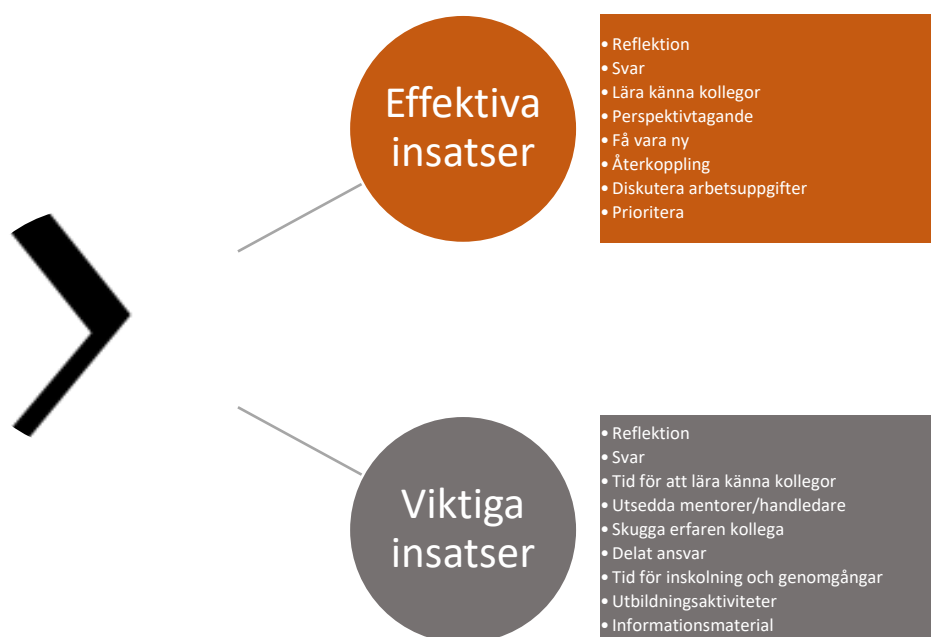 Effektiva
insatser
• Reflektion
• Svar
• Lära känna kollegor
• Perspektivtagande
• Få vara ny
• Återkoppling
• Diskutera arbetsuppgifter
• Prioritera
Viktiga
insatser
• Reflektion
• Svar
• Tid för att lära känna kollegor
• Utsedda mentorer/handledare
• Skugga erfaren kollega
• Delat ansvar
• Tid för inskolning och genomgångar
• Utbildningsaktiviteter
• Informationsmaterial